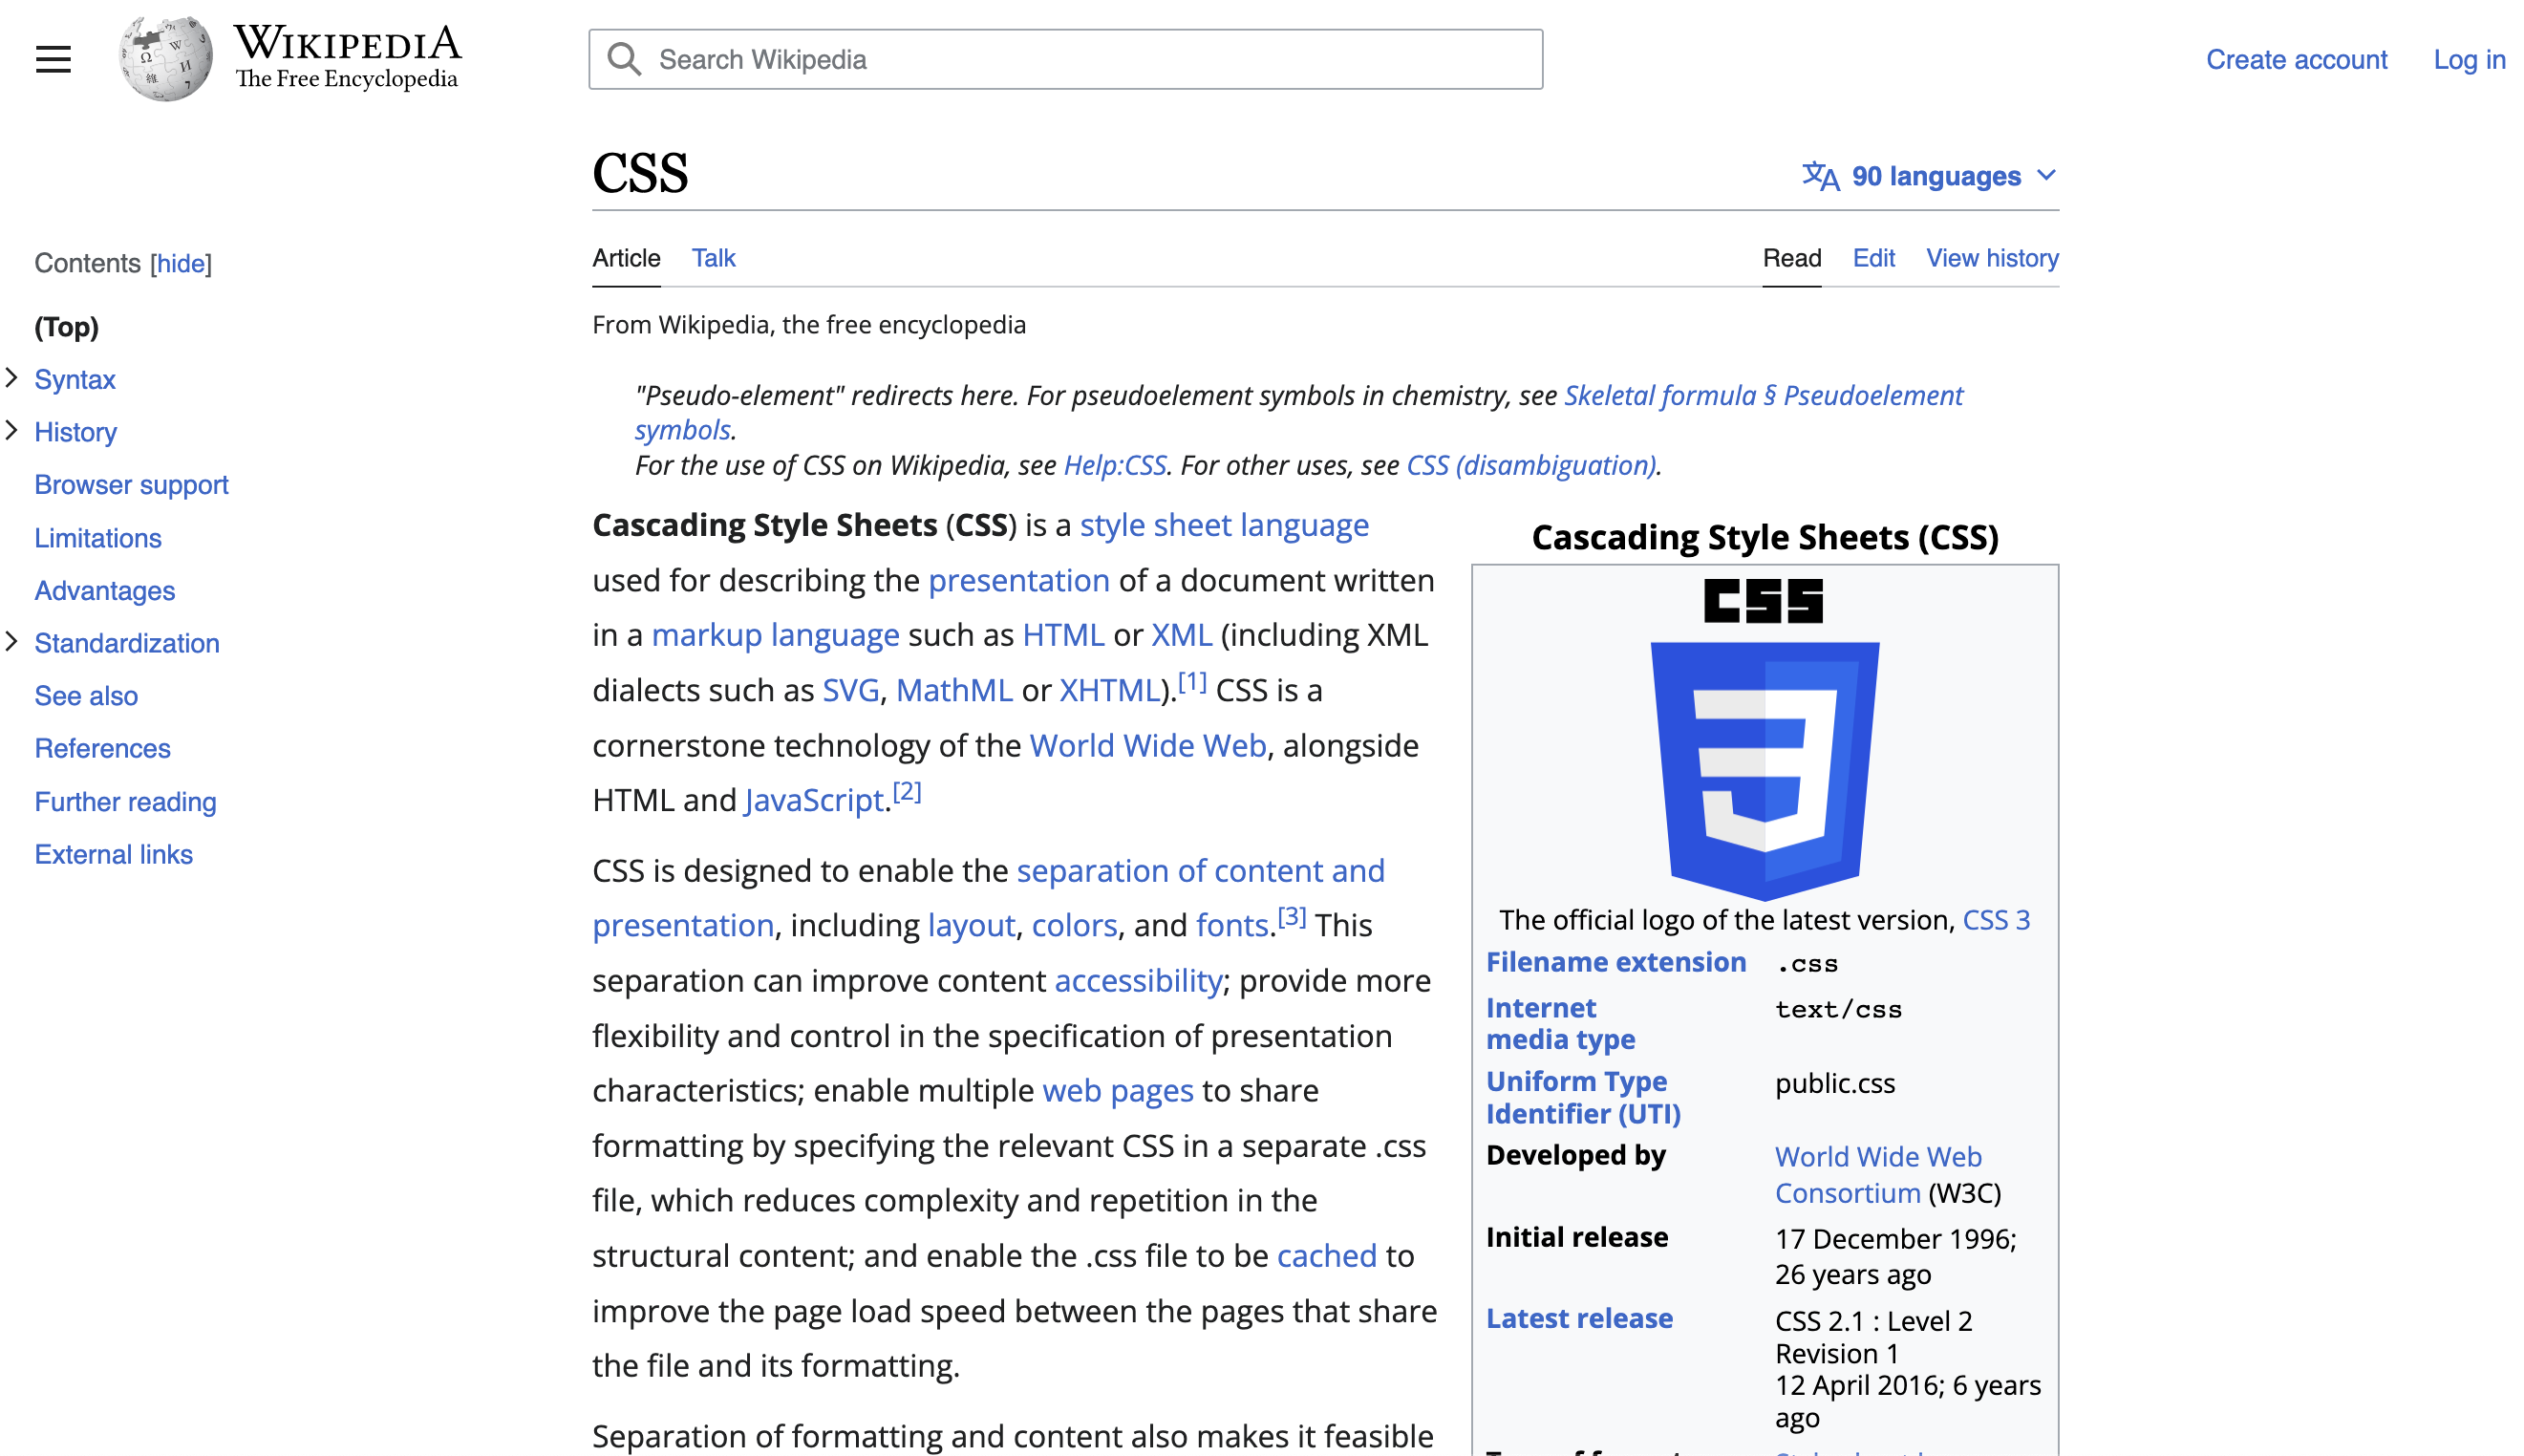 WIKIPEDIA
The Free Encyclopedia
Search Wikipedia
Create account
Log in
Contents [hide]
(Top)
Syntax
History
Browser support
Limitations
Advantages
Standardization
See also
References
Further reading
External links
CSS
90 languages
Article
Talk
Read
Edit
View history
From Wikipedia, the free encyclopedia
"Pseudo-element" redirects here. For pseudoelement symbols in chemistry, see Skeletal formula § Pseudoelement
symbols.
For the use of CSS on Wikipedia, see Help:CSS. For other uses, see CSS (disambiguation).
Cascading Style Sheets (CSS) is a style sheet language
used for describing the presentation of a document written
in a markup language such as HTML or XML (including XML
dialects such as SVG, MathML or XHTML).[1] CSS is a
cornerstone technology of the World Wide Web, alongside
HTML and JavaScript.[2]
CSS is designed to enable the separation of content and
presentation, including layout, colors, and fonts.[3] This
separation can improve content accessibility; provide more
flexibility and control in the specification of presentation
characteristics; enable multiple web pages to share
formatting by specifying the relevant CSS in a separate .css
file, which reduces complexity and repetition in the
structural content; and enable the .css file to be cached to
improve the page load speed between the pages that share
the file and its formatting.
Separation of formatting and content also makes it feasible
Cascading Style Sheets (CSS)
CSS
3
The official logo of the latest version, CSS 3
Filename extension .css
Internet text/css
media type
Uniform Type public.css
Identifier (UTI)
Developed by World Wide Web
Consortium (W3C)
Initial release 17 December 1996;
26 years ago
Latest release CSS 2.1 : Level 2
Revision 1
12 April 2016; 6 years
ago